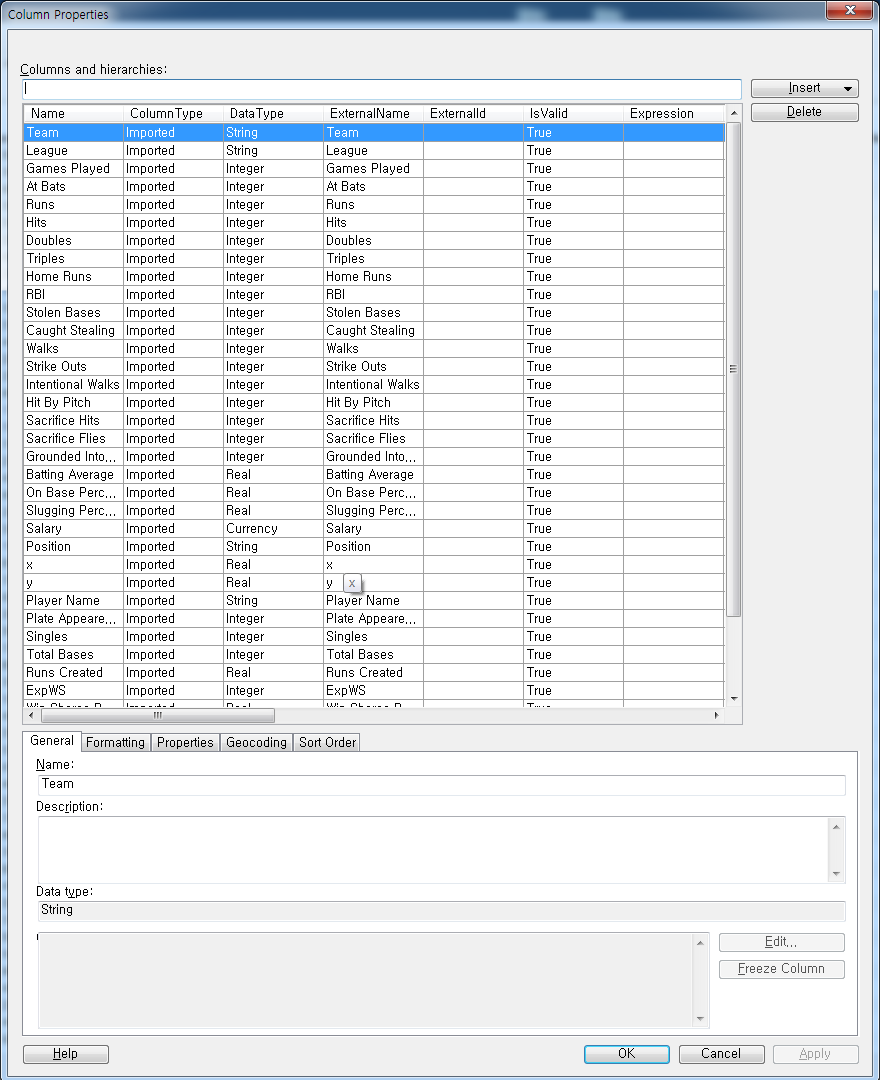 Column Properties
Columns and hierarchies:
Insert
Delete
Name ColumnType DataType ExternalName ExternalId IsValid Expression
Team Imported String Team True
League Imported String League True
Games Played Imported Integer Games Played True
At Bats Imported Integer At Bats True
Runs Imported Integer Runs True
Hits Imported Integer Hits True
Doubles Imported Integer Doubles True
Triples Imported Integer Triples True
Home Runs Imported Integer Home Runs True
RBI Imported Integer RBI True
Stolen Bases Imported Integer Stolen Bases True
Caught Stealing Imported Integer Caught Stealing True
Walks Imported Integer Walks True
Strike Outs Imported Integer Strike Outs True
Intentional Walks Imported Integer Intentional Walks True
Hit By Pitch Imported Integer Hit By Pitch True
Sacrifice Hits Imported Integer Sacrifice Hits True
Sacrifice Flies Imported Integer Sacrifice Flies True
Grounded Into... Imported Integer Grounded Into... True
Batting Average Imported Real Batting Average True
On Base Perc... Imported Real On Base Perc... True
Slugging Perc... Imported Real Slugging Perc... True
Salary Imported Currency Salary True
Position Imported String Position True
x Imported Real x True
y Imported Real y x True
Player Name Imported String Player Name True
Plate Appeare... Imported Integer Plate Appeare... True
Singles Imported Integer Singles True
Total Bases Imported Integer Total Bases True
Runs Created Imported Real Runs Created True
ExpWS Imported Integer ExpWS True
General Formatting Properties Geocoding Sort Order
Name:
Team
Description:
Data type:
String
Edit...
Freeze Column
Help OK Cancel Apply